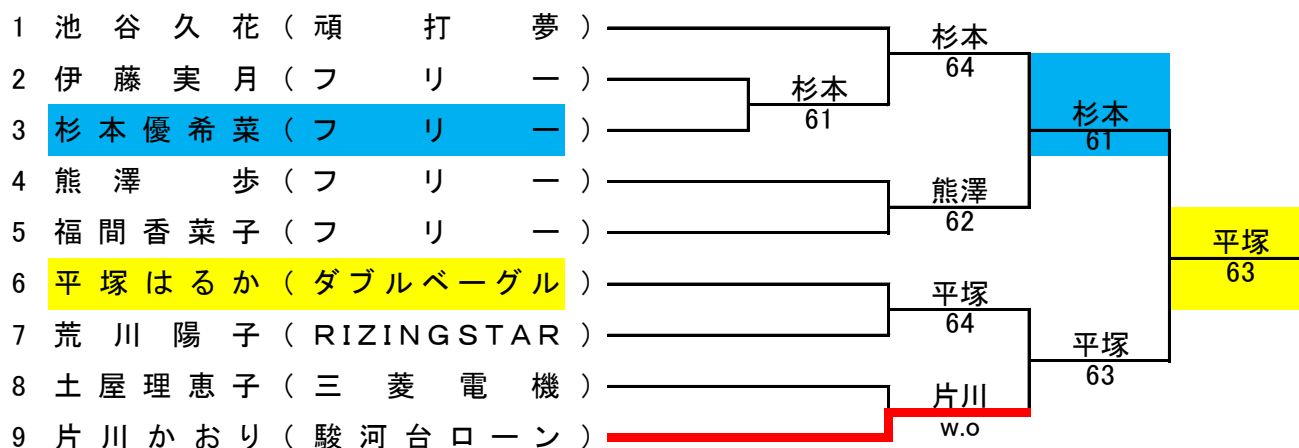 1 池谷久花(頑打夢)
2 伊藤実月(フリー)
3 杉本優希菜(フリー)
4 熊澤歩(フリー)
5 福間香菜子(フリー)
6 平塚はるか(ダブルベーグル)
7 荒川陽子(RIZINGSTAR)
8 土屋理恵子(三菱電機)
9 片川かおり(駿河台ローン)
杉本
61
杉本
64
熊澤
62
平塚
64
片川
w.o
杉本
61
平塚
63
平塚
63